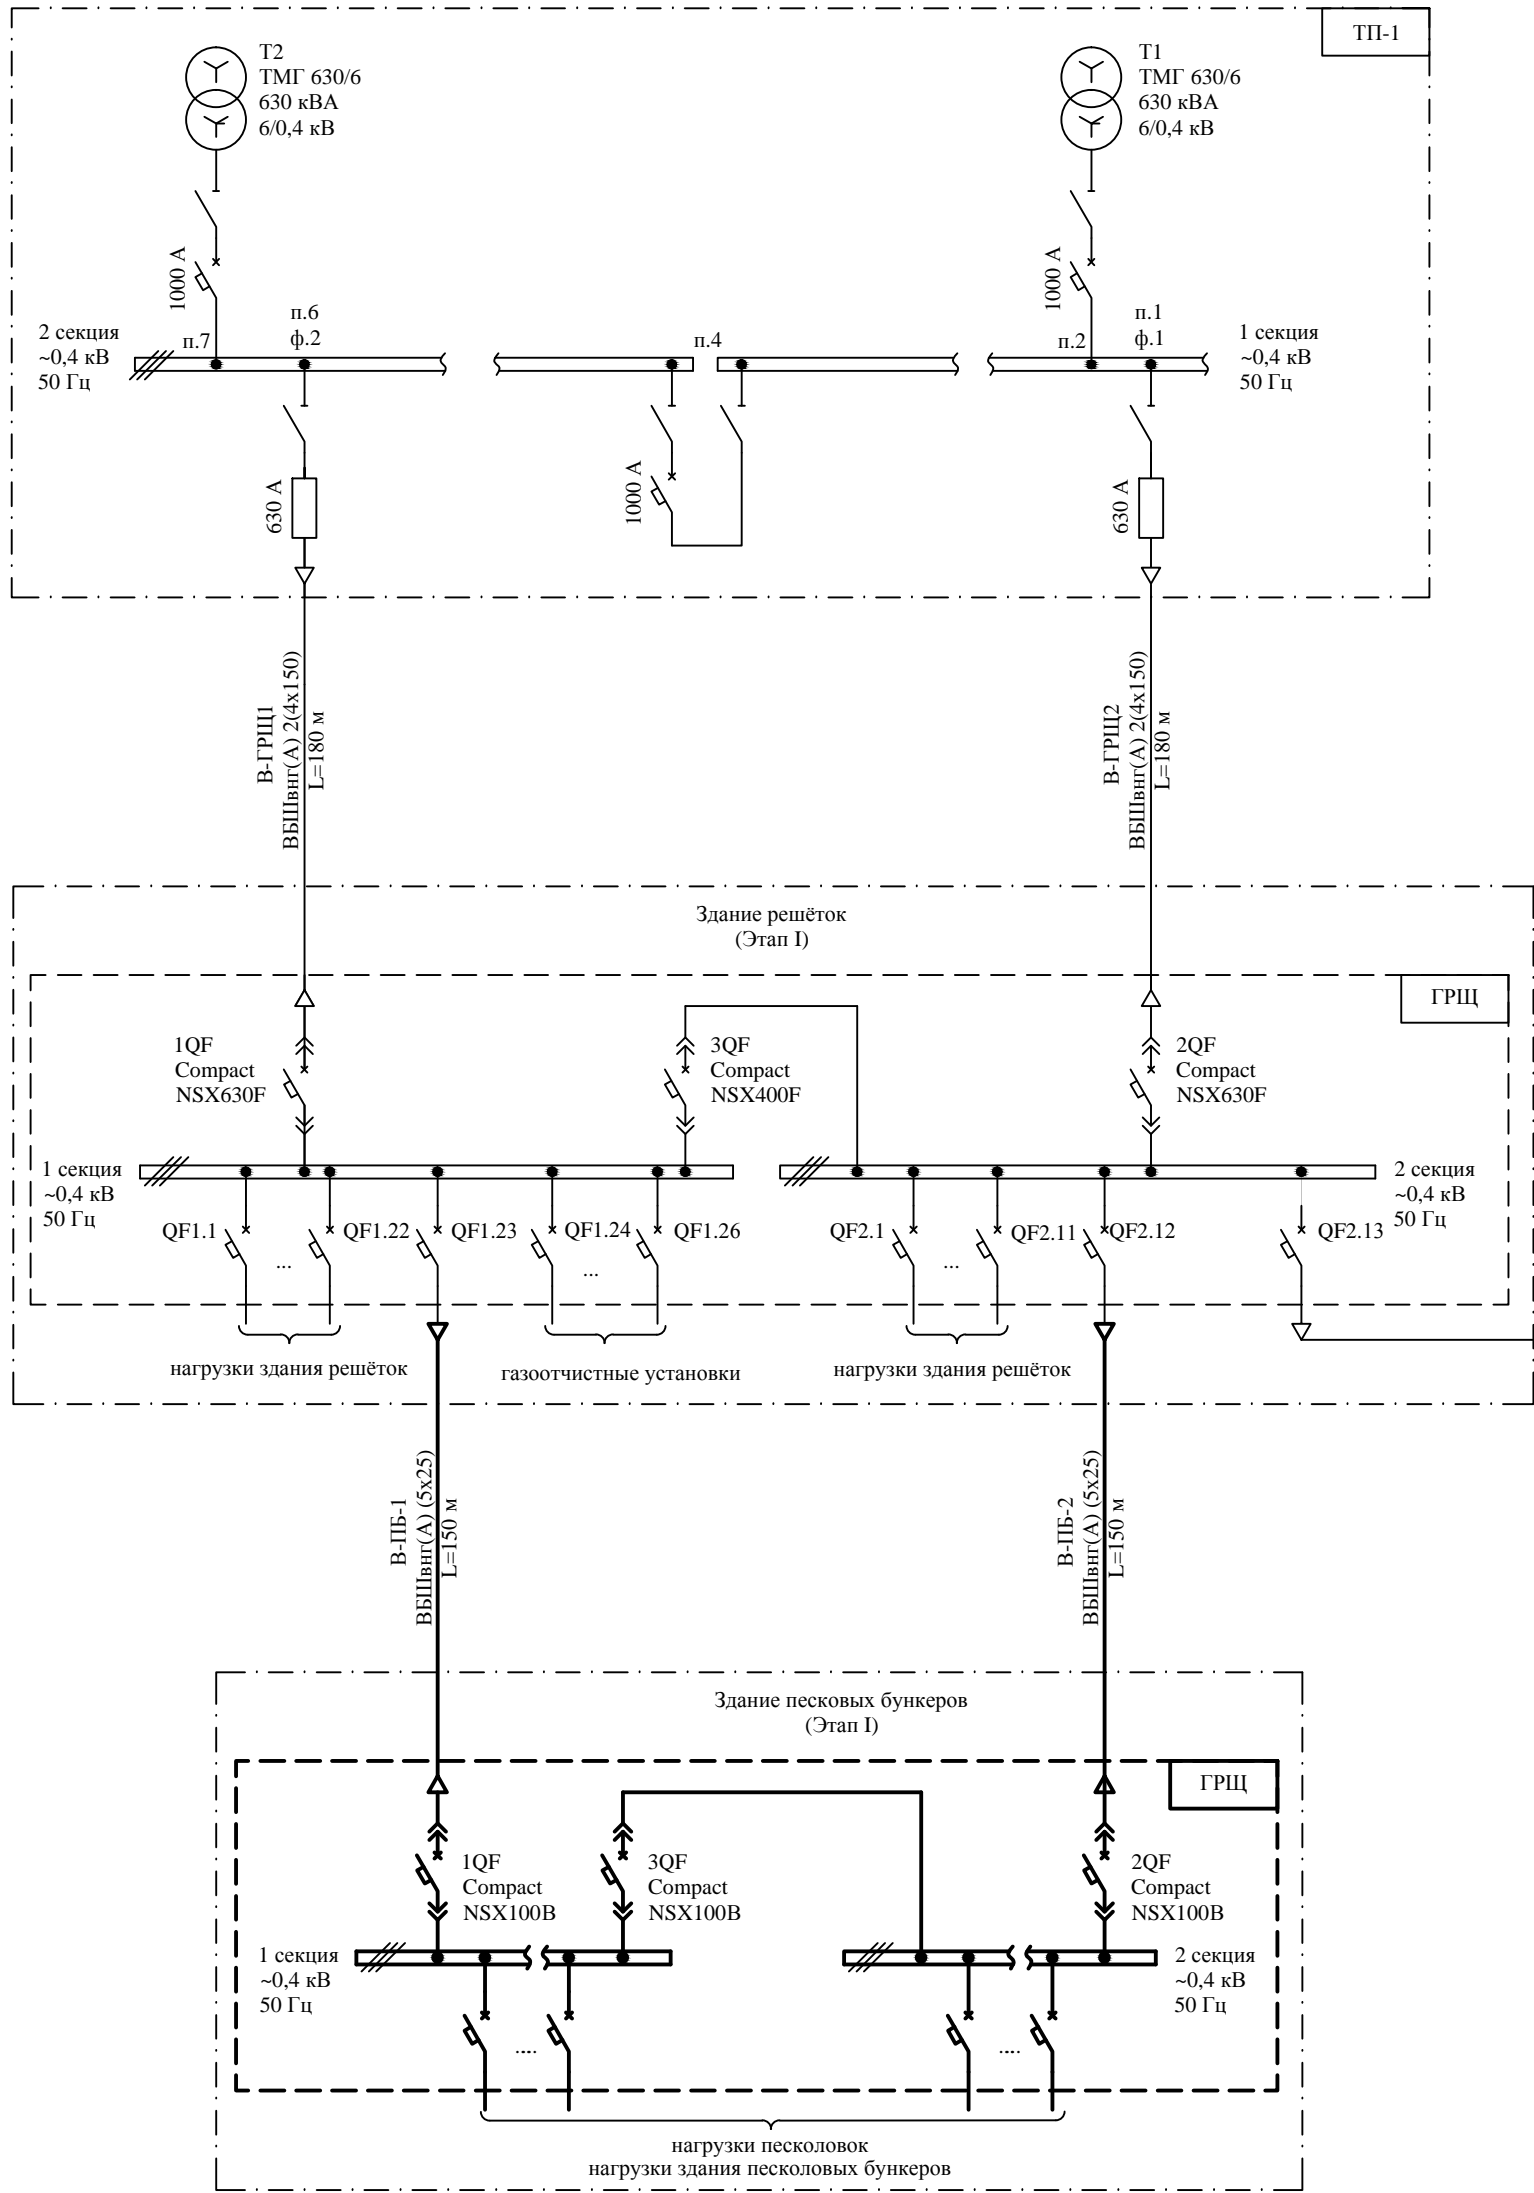 ТП-1
Т2
ТМГ 630/6
630 кВА
6/0,4 кВ
Т1
ТМГ 630/6
630 кВА
6/0,4 кВ
1000 А
1000 А
2 секция
~0,4 кВ
50 Гц
п.7
п.6
ф.2
п.4
п.2
п.1
ф.1
1 секция
~0,4 кВ
50 Гц
630 А
1000 А
630 А
В-ГРЩ1
ВБШвнг(А) 2(4х150)
L=180 м
В-ГРЩ2
ВБШвнг(А) 2(4х150)
L=180 м
Здание решёток
(Этап I)
ГРЩ
1QF
Compact
NSX630F
3QF
Compact
NSX400F
2QF
Compact
NSX630F
1 секция
~0,4 кВ
50 Гц
2 секция
~0,4 кВ
50 Гц
QF1.1
...
QF1.22
QF1.23
QF1.24
...
QF1.26
QF2.1
...
QF2.11
QF2.12
QF2.13
нагрузки здания решёток
газоотчистные установки
нагрузки здания решёток
В-ПБ-1
ВБШвнг(А) (5х25)
L=150 м
В-ПБ-2
ВБШвнг(А) (5х25)
L=150 м
Здание песковых бункеров
(Этап I)
ГРЩ
1QF
Compact
NSX100B
3QF
Compact
NSX100B
2QF
Compact
NSX100B
1 секция
~0,4 кВ
50 Гц
2 секция
~0,4 кВ
50 Гц
....
....
нагрузки песколовок
нагрузки здания песколовых бункеров